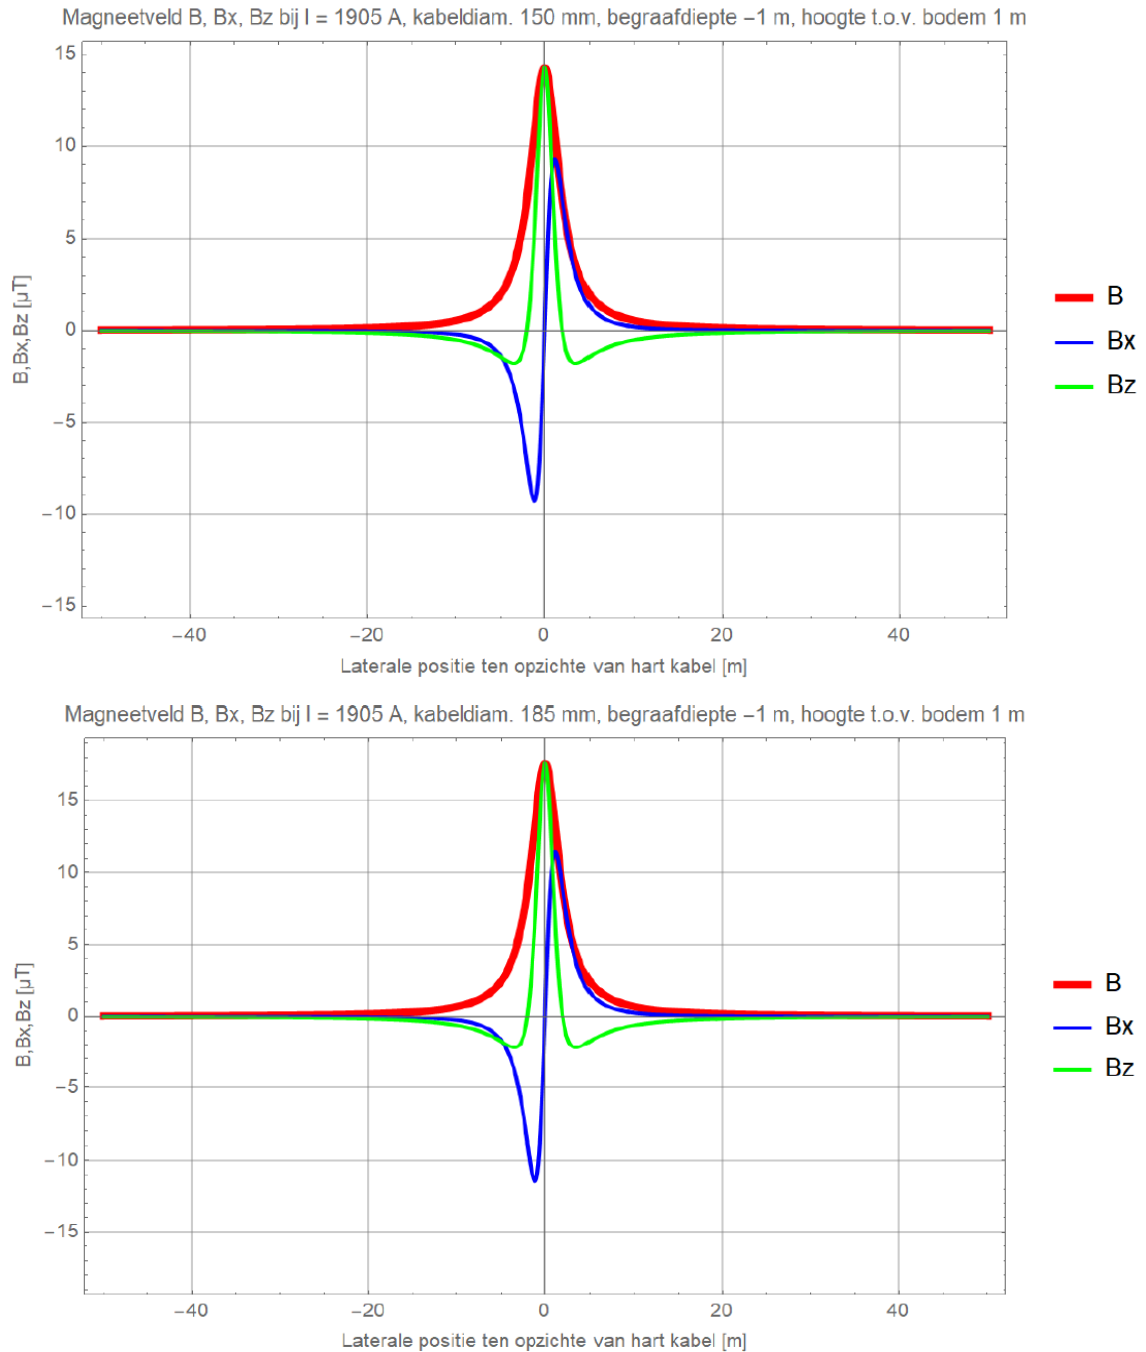 Magneetveld B, Bx, Bz bij I = 1905 A, kabeldiam. 150 mm, begraafdiepte −1 m, hoogte t.o.v. bodem 1 m
15
10
5
0
−5
−10
−15
B,Bx,Bz [µT]
−40 −20 0 20 40
Laterale positie ten opzichte van hart kabel [m]
B
Bx
Bz
Magneetveld B, Bx, Bz bij I = 1905 A, kabeldiam. 185 mm, begraafdiepte −1 m, hoogte t.o.v. bodem 1 m
15
10
5
0
−5
−10
−15
B,Bx,Bz [µT]
−40 −20 0 20 40
Laterale positie ten opzichte van hart kabel [m]
B
Bx
Bz